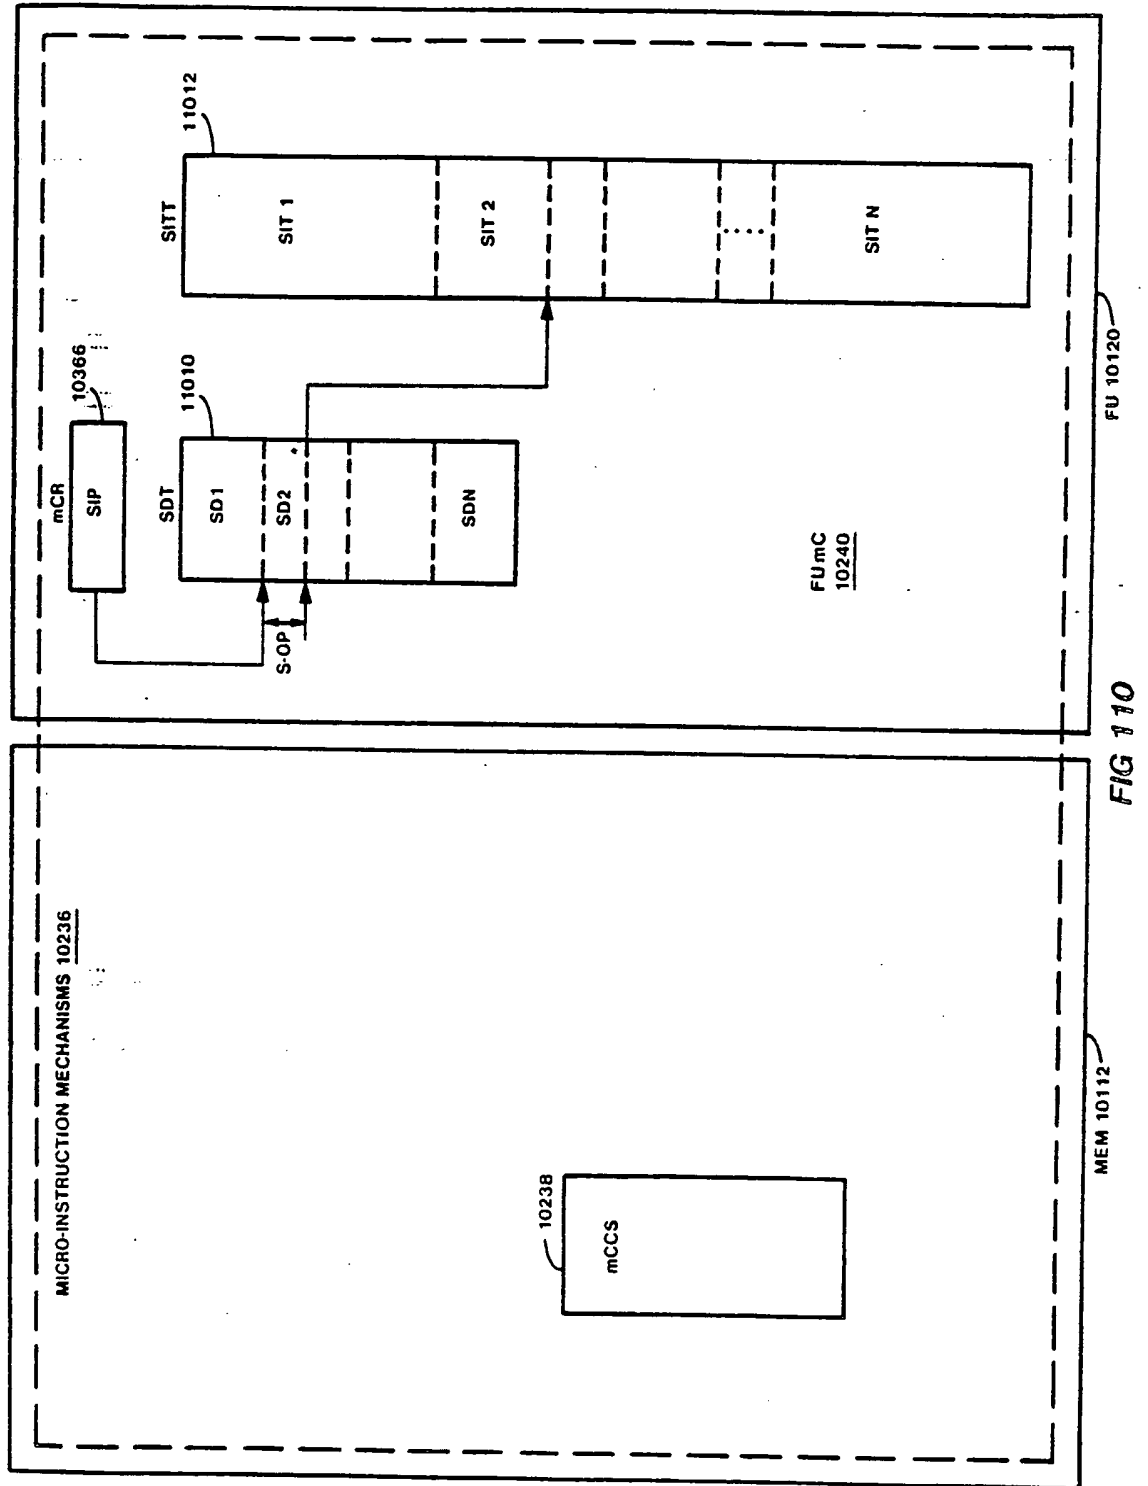 MICRO-INSTRUCTION MECHANISMS 10236
10238
mCCS
MEM 10112
mCR
10366
SIP
SDT
11010
SD1
SD2
SDN
S-OP
SITT
11012
SIT 1
SIT 2
. . . . .
SIT N
FUmC
10240
FU 10120
FIG 110